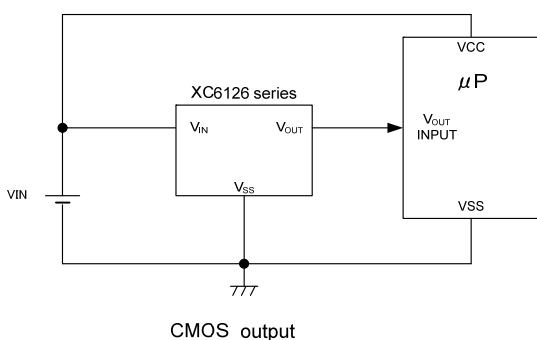 VCC
μP
XC6126 series
VIN VOUT
VOUT
INPUT
VSS
VIN
VSS
CMOS output